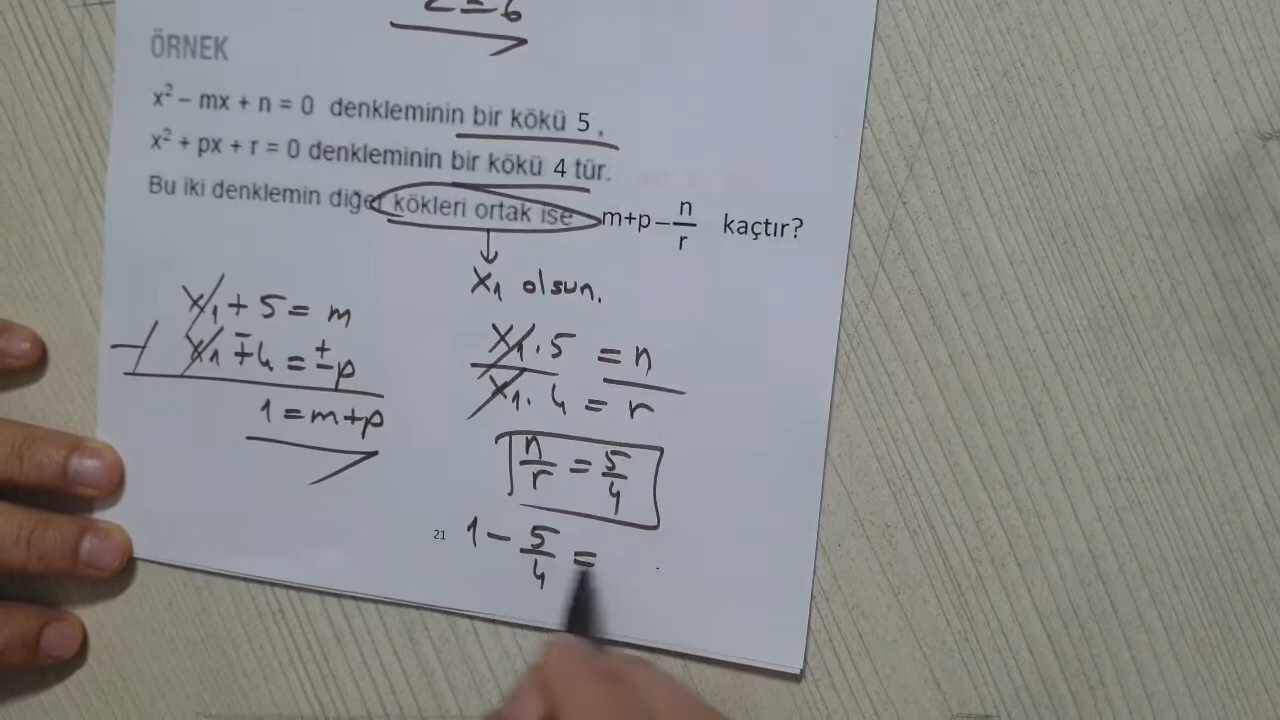 2 = 6
ÖRNEK
x² – mx + n = 0 denkleminin bir kökü 5 ,
x² + px + r = 0 denkleminin bir kökü 4 tür.
Bu iki denklemin diğer kökleri ortak ise m+p– n/r kaçtır?
x₁ olsun.
x₁ + 5 = m
– x₁ ∓ 4 = ± p
1 = m+p
x₁ . 5 = n
x₁ . 4 = r
n/r = 5/4
21
1 – 5/4 =